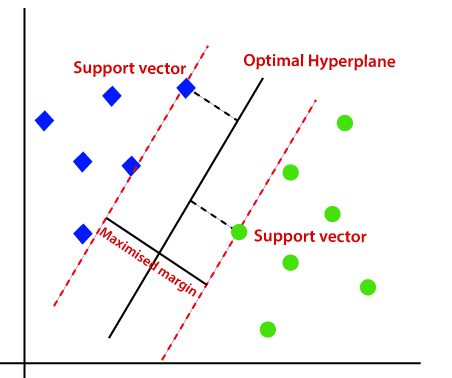 Optimal Hyperplane
Support vector
Support vector
Maximised margin